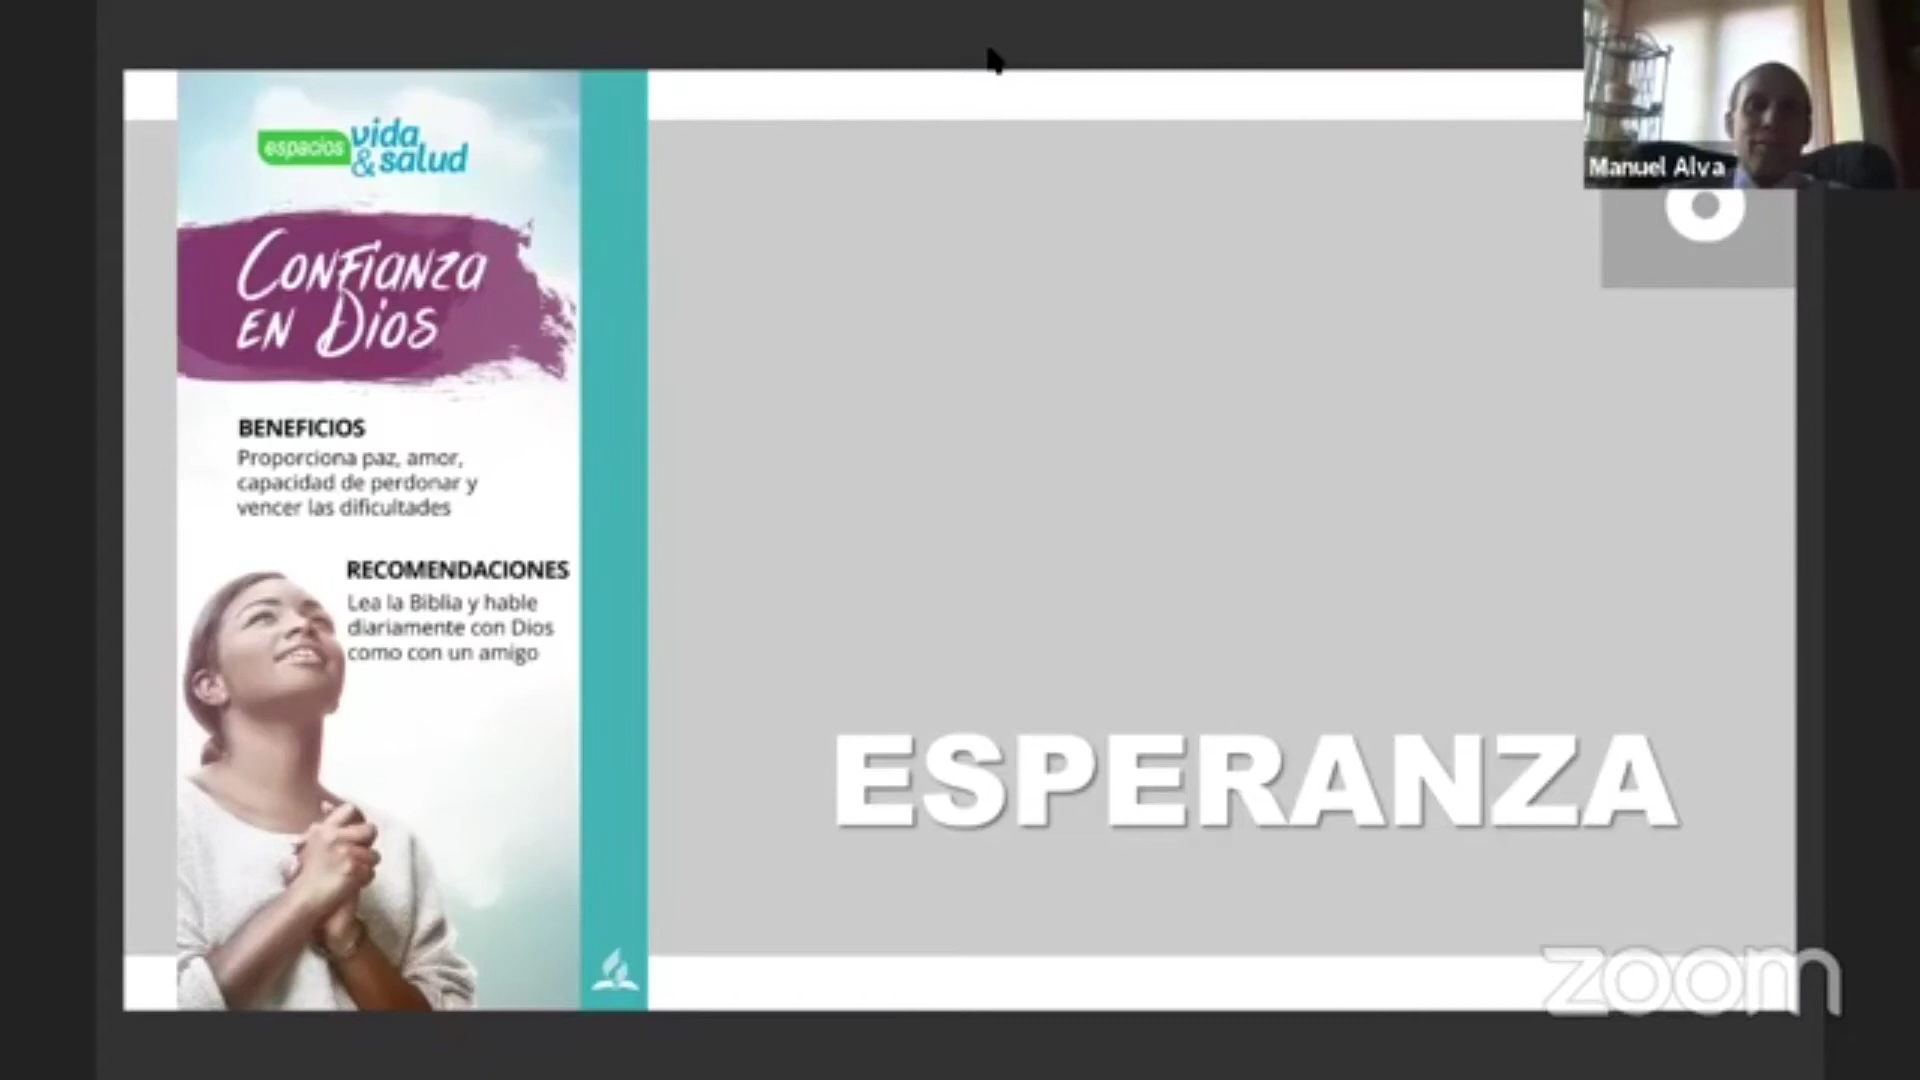 espacios vida
& salud
CONFIANZA
EN DIOS
BENEFICIOS
Proporciona paz, amor,
capacidad de perdonar y
vencer las dificultades
RECOMENDACIONES
Lea la Biblia y hable
diariamente con Dios
como con un amigo
ESPERANZA
Manuel Alva
zoom